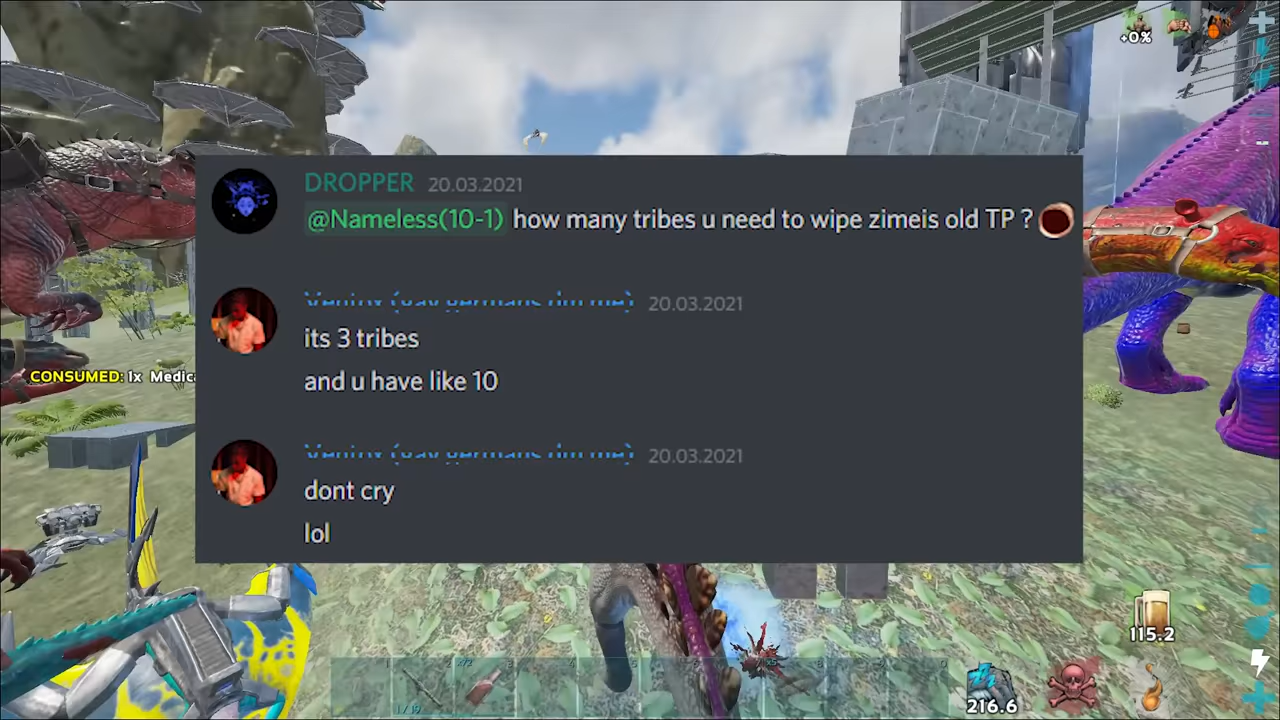 +0%
DROPPER 20.03.2021
@Nameless(10-1) how many tribes u need to wipe zimeis old TP ?
20.03.2021
its 3 tribes
and u have like 10
CONSUMED: 1x Medic
20.03.2021
dont cry
lol
115.2
216.6